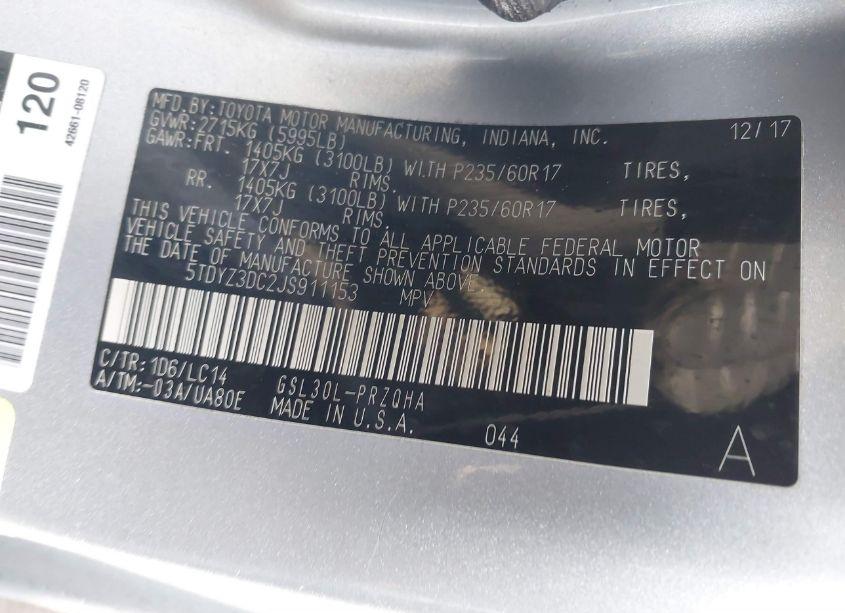 120
42661-08120
MFD. BY: TOYOTA MOTOR MANUFACTURING, INDIANA, INC. 12/17
GVWR: 2715KG (5995LB)
GAWR: FRT. 1405KG (3100LB) WITH P235/60R17 TIRES,
17X7J RIMS.
RR. 1405KG (3100LB) WITH P235/60R17 TIRES,
17X7J RIMS.
THIS VEHICLE CONFORMS TO ALL APPLICABLE FEDERAL MOTOR
VEHICLE SAFETY AND THEFT PREVENTION STANDARDS IN EFFECT ON
THE DATE OF MANUFACTURE SHOWN ABOVE.
5TDYZ3DC2JS911153 MPV
C/TR: 1D6/LC14 GSL30L-PRZQHA
A/TM: -03A/UA80E MADE IN U.S.A.
044
A